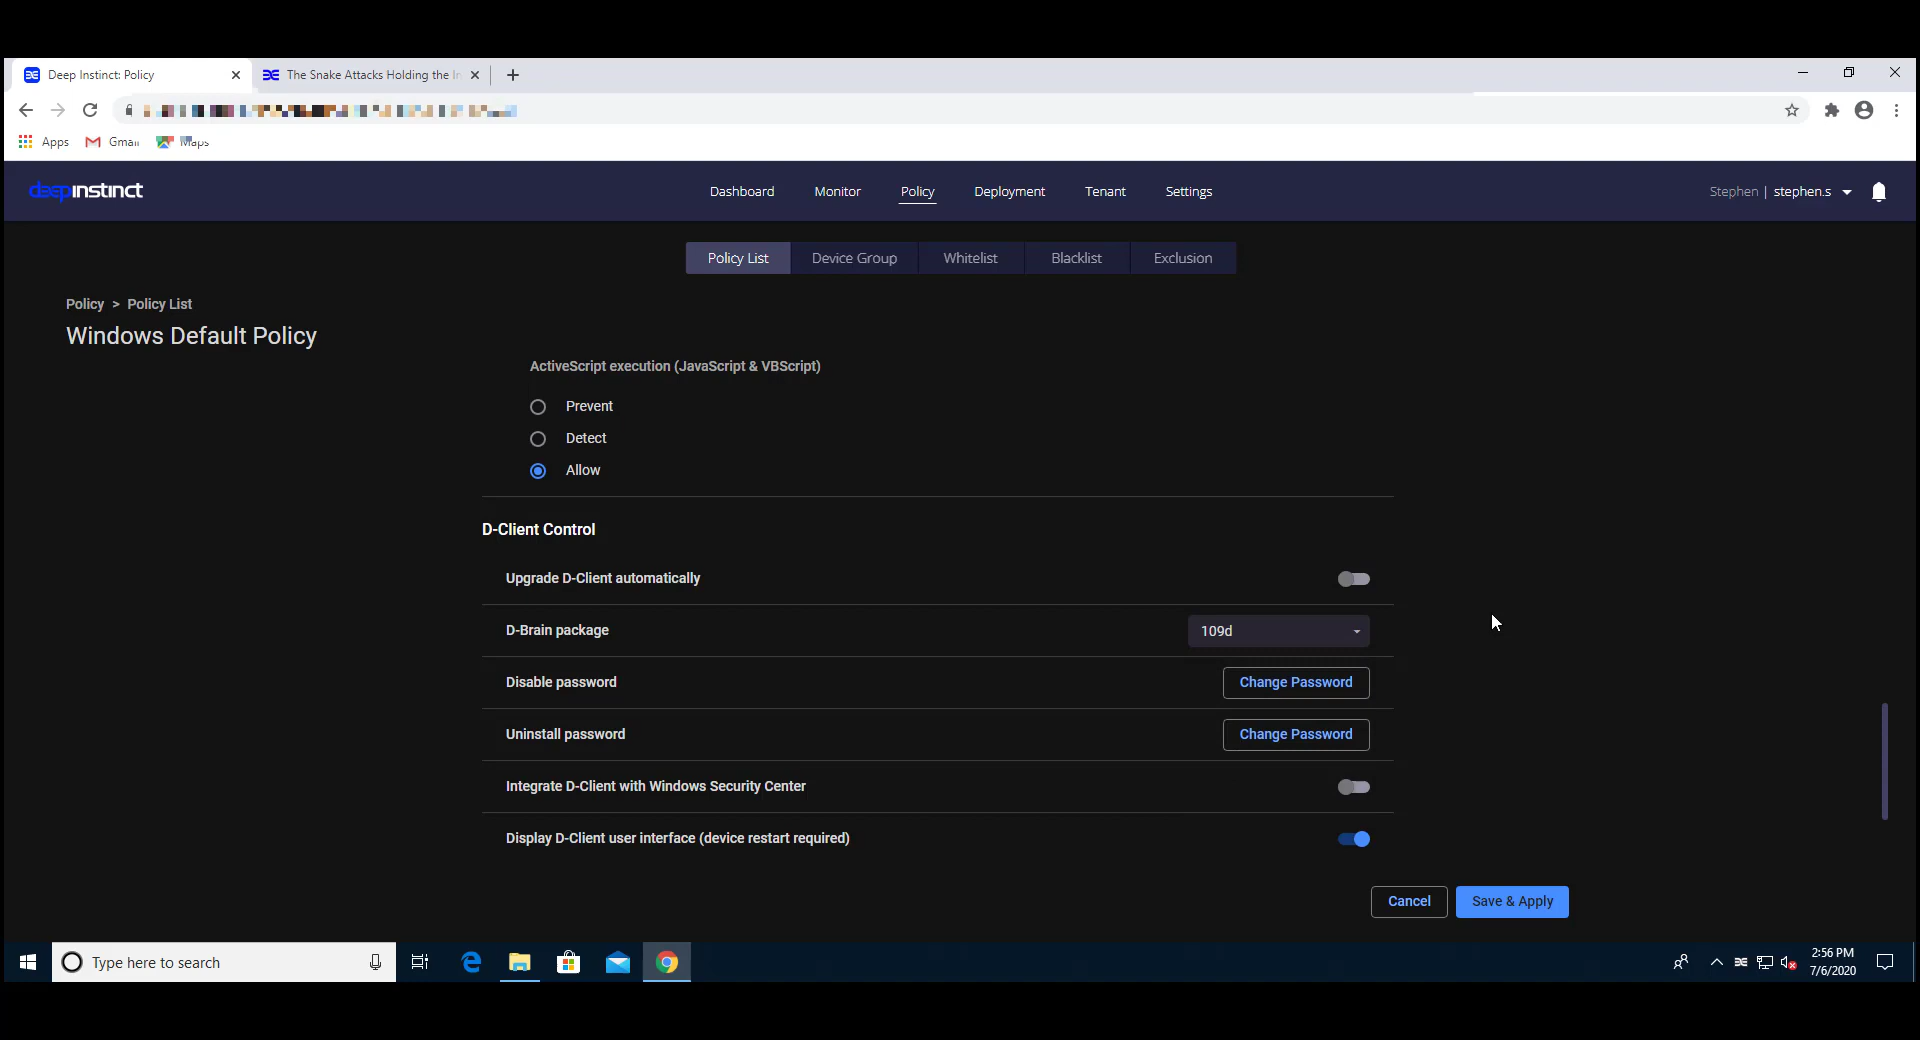 Deep Instinct: Policy
The Snake Attacks Holding the
Apps
Gmail
Maps
deepinstinct
Dashboard
Monitor
Policy
Deployment
Tenant
Settings
Stephen | stephen.s
Policy List
Device Group
Whitelist
Blacklist
Exclusion
Policy > Policy List
Windows Default Policy
ActiveScript execution (JavaScript & VBScript)
Prevent
Detect
Allow
D-Client Control
Upgrade D-Client automatically
D-Brain package
109d
Disable password
Change Password
Uninstall password
Change Password
Integrate D-Client with Windows Security Center
Display D-Client user interface (device restart required)
Cancel
Save & Apply
Type here to search
2:56 PM
7/6/2020